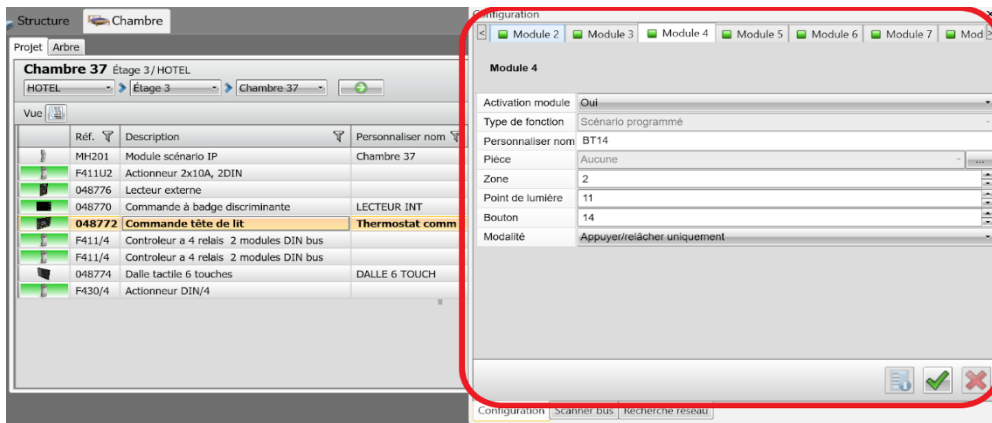 Structure Chambre
Projet Arbre
Chambre 37 Étage 3/HOTEL
HOTEL Étage 3 Chambre 37
Vue
Réf. Description Personnaliser nom
MH201 Module scénario IP Chambre 37
F411U2 Actionneur 2x10A, 2DIN
048776 Lecteur externe
048770 Commande à badge discriminante LECTEUR INT
048772 Commande tête de lit Thermostat comm
F411/4 Controleur a 4 relais 2 modules DIN bus
F411/4 Controleur a 4 relais 2 modules DIN bus
048774 Dalle tactile 6 touches DALLE 6 TOUCH
F430/4 Actionneur DIN/4
Configuration
Module 2 Module 3 Module 4 Module 5 Module 6 Module 7 Mod
Module 4
Activation module Oui
Type de fonction Scénario programmé
Personnaliser nom BT14
Pièce Aucune ...
Zone 2
Point de lumière 11
Bouton 14
Modalité Appuyer/relâcher uniquement
Configuration Scanner bus Recherche réseau